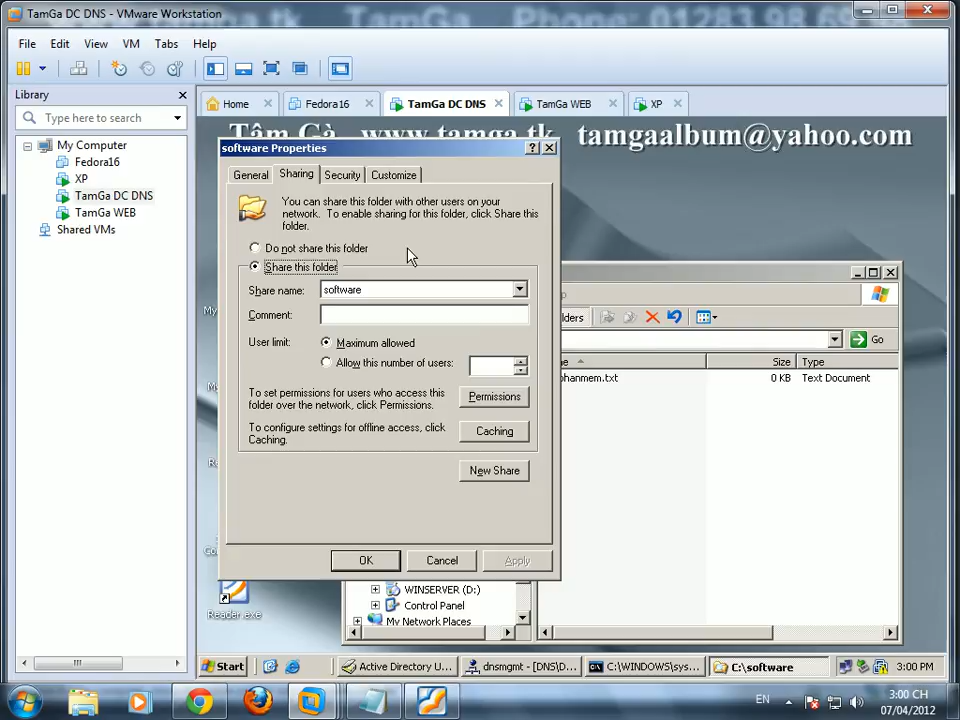 TamGa DC DNS - VMware Workstation
File Edit View VM Tabs Help
Library
Type here to search
My Computer
Fedora16
XP
TamGa DC DNS
TamGa WEB
Shared VMs
Home
Fedora16
TamGa DC DNS
TamGa WEB
XP
Tâm Gà www.tamga.tk tamgaalbum@yahoo.com
software Properties
General Sharing Security Customize
You can share this folder with other users on your
network. To enable sharing for this folder, click Share this
folder.
Do not share this folder
Share this folder
Share name: software
Comment:
User limit: Maximum allowed
Allow this number of users:
To set permissions for users who access this
folder over the network, click Permissions.
Permissions
To configure settings for offline access, click
Caching.
Caching
New Share
OK Cancel Apply
Go
Size Type
phanmem.txt 0 KB Text Document
WINSERVER (D:)
Control Panel
My Network Places
Reader.exe
Start
Active Directory U...
dnsmgmt - [DNS\D...
C:\WINDOWS\sys...
C:\software
3:00 PM
EN
3:00 CH
07/04/2012